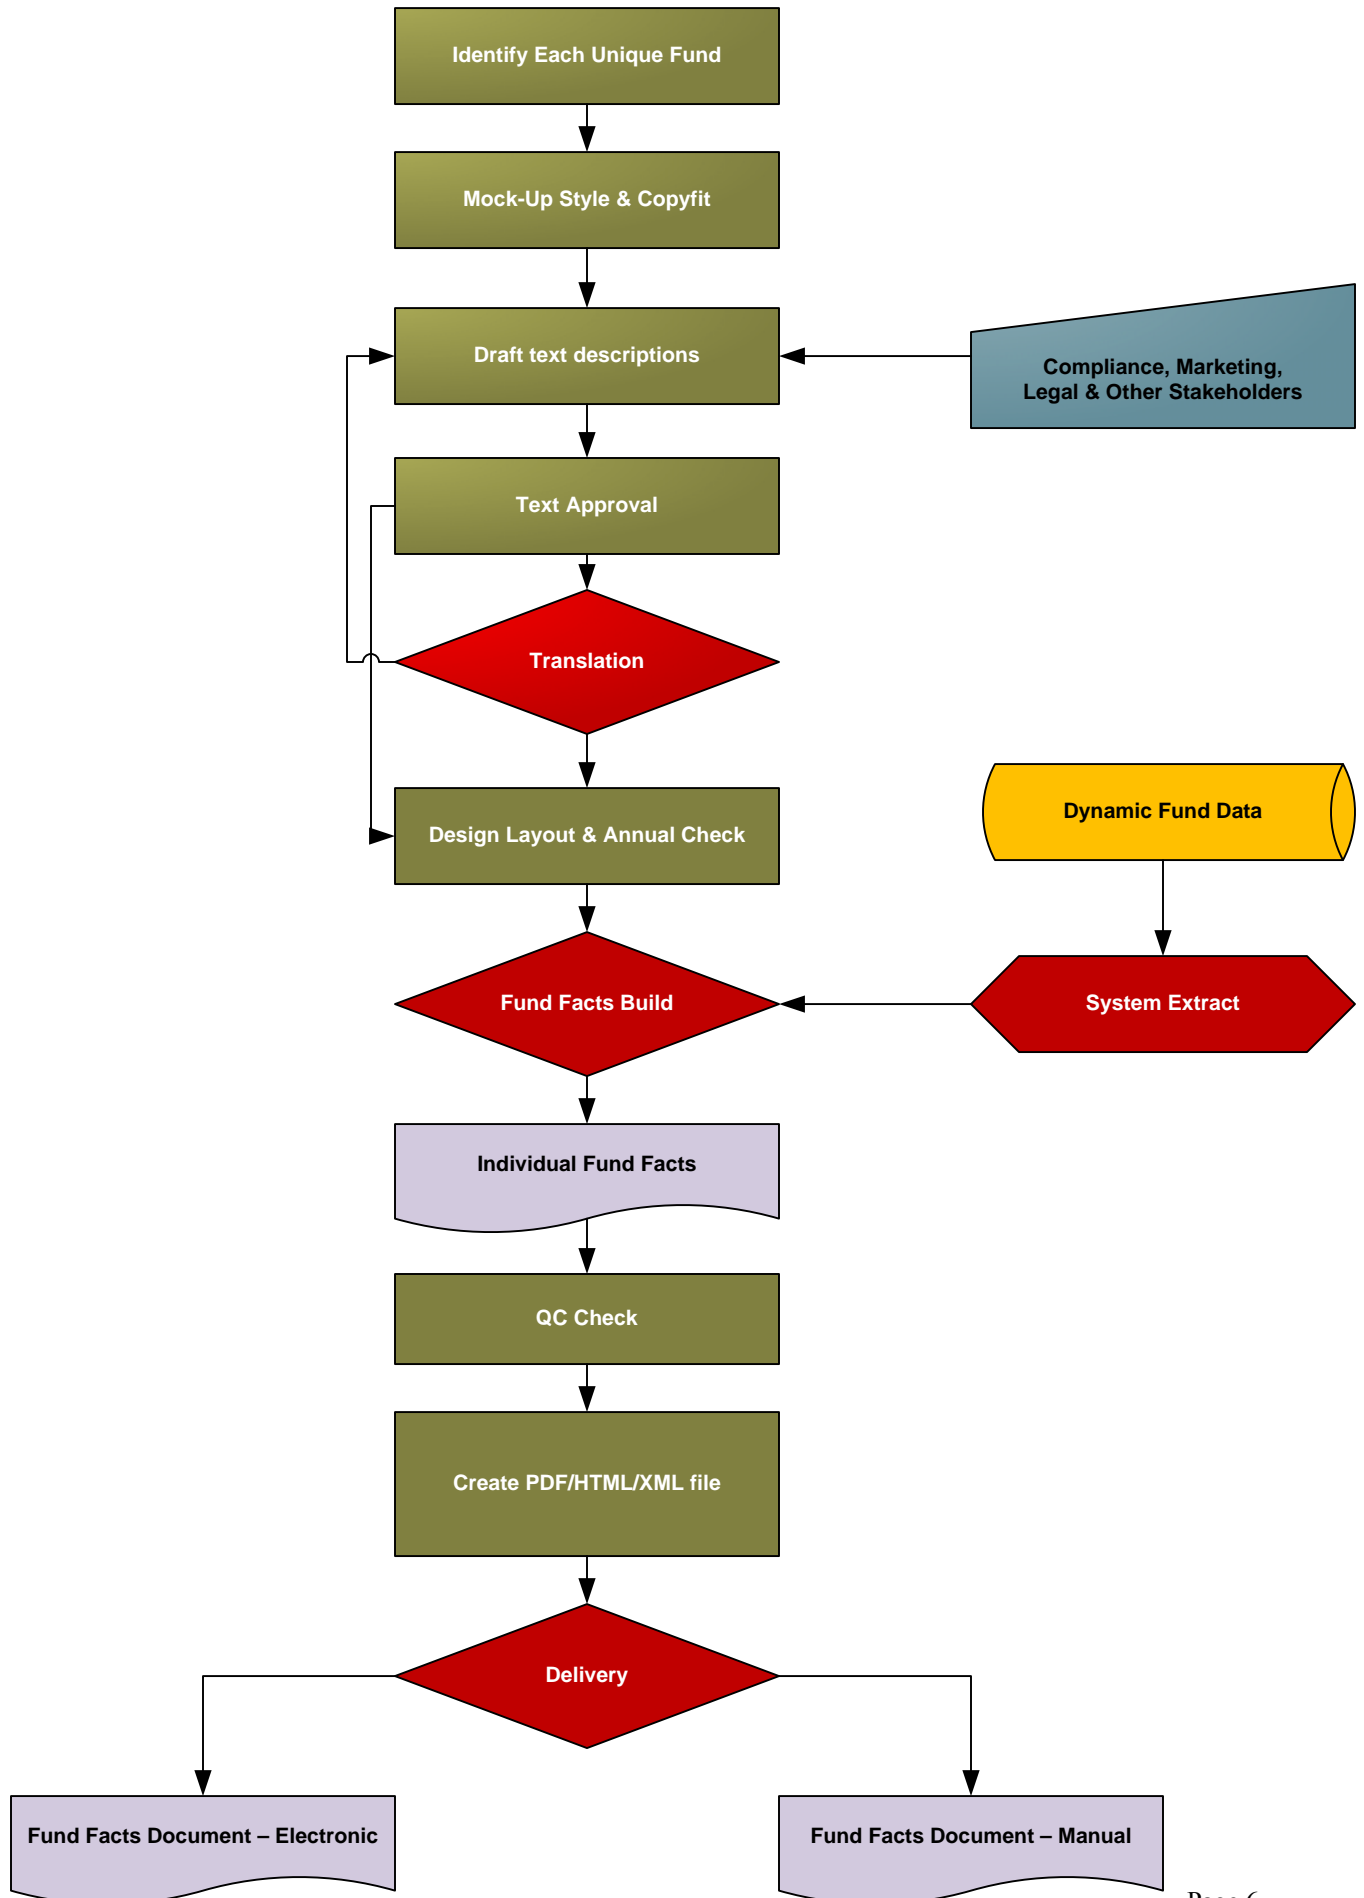 Identify Each Unique Fund
Mock-Up Style & Copyfit
Draft text descriptions
Compliance, Marketing,
Legal & Other Stakeholders
Text Approval
Translation
Dynamic Fund Data
Design Layout & Annual Check
Fund Facts Build
System Extract
Individual Fund Facts
QC Check
Create PDF/HTML/XML file
Delivery
Fund Facts Document – Electronic
Fund Facts Document – Manual
Page 6